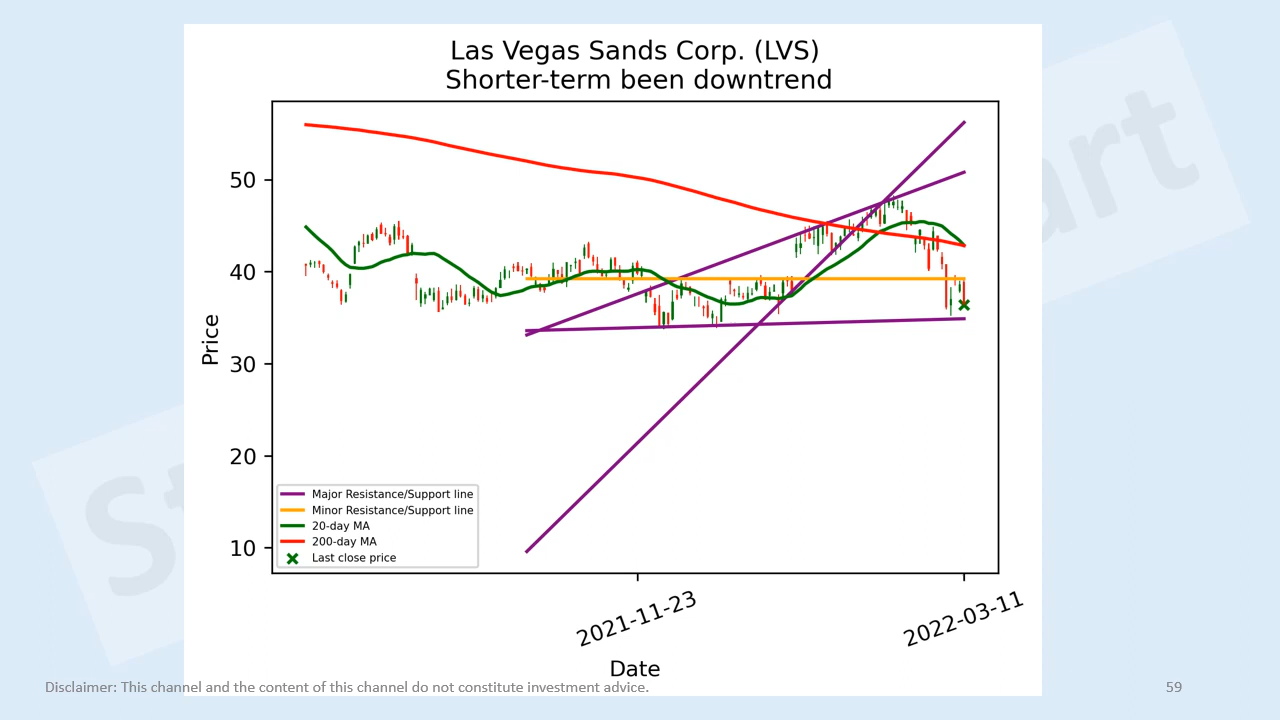 Las Vegas Sands Corp. (LVS)
Shorter-term been downtrend
Price
50
40
30
20
10
Major Resistance/Support line
Minor Resistance/Support line
20-day MA
200-day MA
Last close price
2021-11-23
2022-03-11
Date
Disclaimer: This channel and the content of this channel do not constitute investment advice.
59